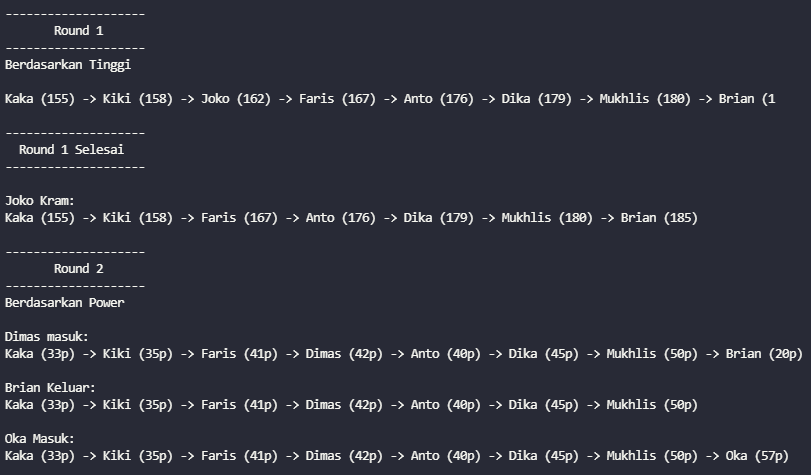 --------------------
Round 1
--------------------
Berdasarkan Tinggi
Kaka (155) -> Kiki (158) -> Joko (162) -> Faris (167) -> Anto (176) -> Dika (179) -> Mukhlis (180) -> Brian (1
--------------------
Round 1 Selesai
--------------------
Joko Kram:
Kaka (155) -> Kiki (158) -> Faris (167) -> Anto (176) -> Dika (179) -> Mukhlis (180) -> Brian (185)
--------------------
Round 2
--------------------
Berdasarkan Power
Dimas masuk:
Kaka (33p) -> Kiki (35p) -> Faris (41p) -> Dimas (42p) -> Anto (40p) -> Dika (45p) -> Mukhlis (50p) -> Brian (20p)
Brian Keluar:
Kaka (33p) -> Kiki (35p) -> Faris (41p) -> Dimas (42p) -> Anto (40p) -> Dika (45p) -> Mukhlis (50p)
Oka Masuk:
Kaka (33p) -> Kiki (35p) -> Faris (41p) -> Dimas (42p) -> Anto (40p) -> Dika (45p) -> Mukhlis (50p) -> Oka (57p)